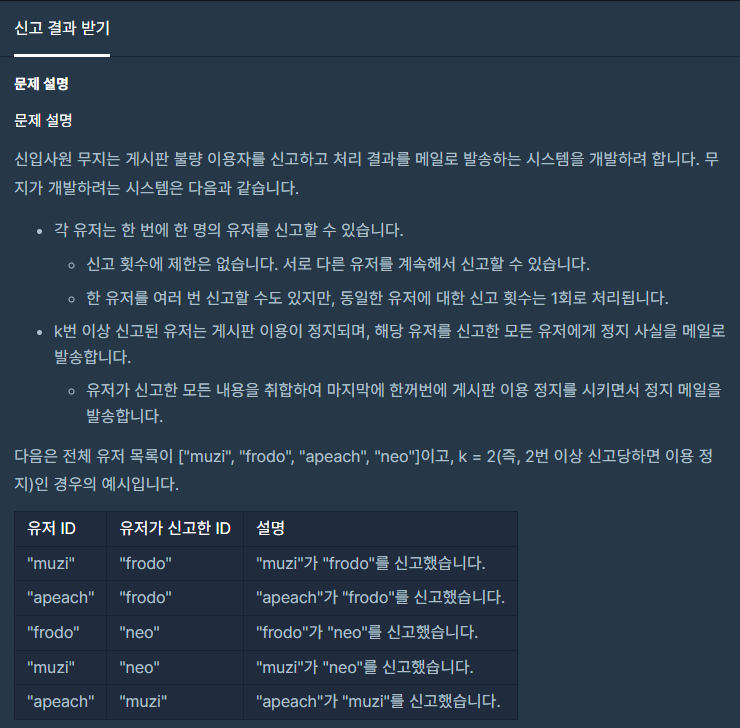 신고 결과 받기
문제 설명
문제 설명
신입사원 무지는 게시판 불량 이용자를 신고하고 처리 결과를 메일로 발송하는 시스템을 개발하려 합니다. 무
지가 개발하려는 시스템은 다음과 같습니다.
각 유저는 한 번에 한 명의 유저를 신고할 수 있습니다.
신고 횟수에 제한은 없습니다. 서로 다른 유저를 계속해서 신고할 수 있습니다.
한 유저를 여러 번 신고할 수도 있지만, 동일한 유저에 대한 신고 횟수는 1회로 처리됩니다.
k번 이상 신고된 유저는 게시판 이용이 정지되며, 해당 유저를 신고한 모든 유저에게 정지 사실을 메일로
발송합니다.
유저가 신고한 모든 내용을 취합하여 마지막에 한꺼번에 게시판 이용 정지를 시키면서 정지 메일을
발송합니다.
다음은 전체 유저 목록이 ["muzi", "frodo", "apeach", "neo"]이고, k = 2(즉, 2번 이상 신고당하면 이용 정
지)인 경우의 예시입니다.
유저 ID 유저가 신고한 ID 설명
"muzi" "frodo" "muzi"가 "frodo"를 신고했습니다.
"apeach" "frodo" "apeach"가 "frodo"를 신고했습니다.
"frodo" "neo" "frodo"가 "neo"를 신고했습니다.
"muzi" "neo" "muzi"가 "neo"를 신고했습니다.
"apeach" "muzi" "apeach"가 "muzi"를 신고했습니다.